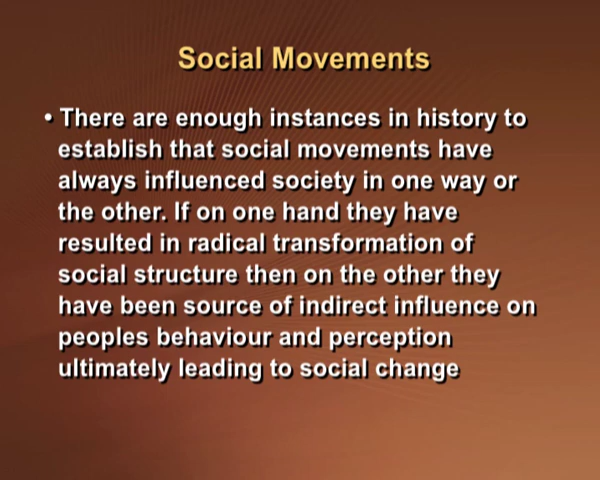 Social Movements
• There are enough instances in history to
establish that social movements have
always influenced society in one way or
the other. If on one hand they have
resulted in radical transformation of
social structure then on the other they
have been source of indirect influence on
peoples behaviour and perception
ultimately leading to social change